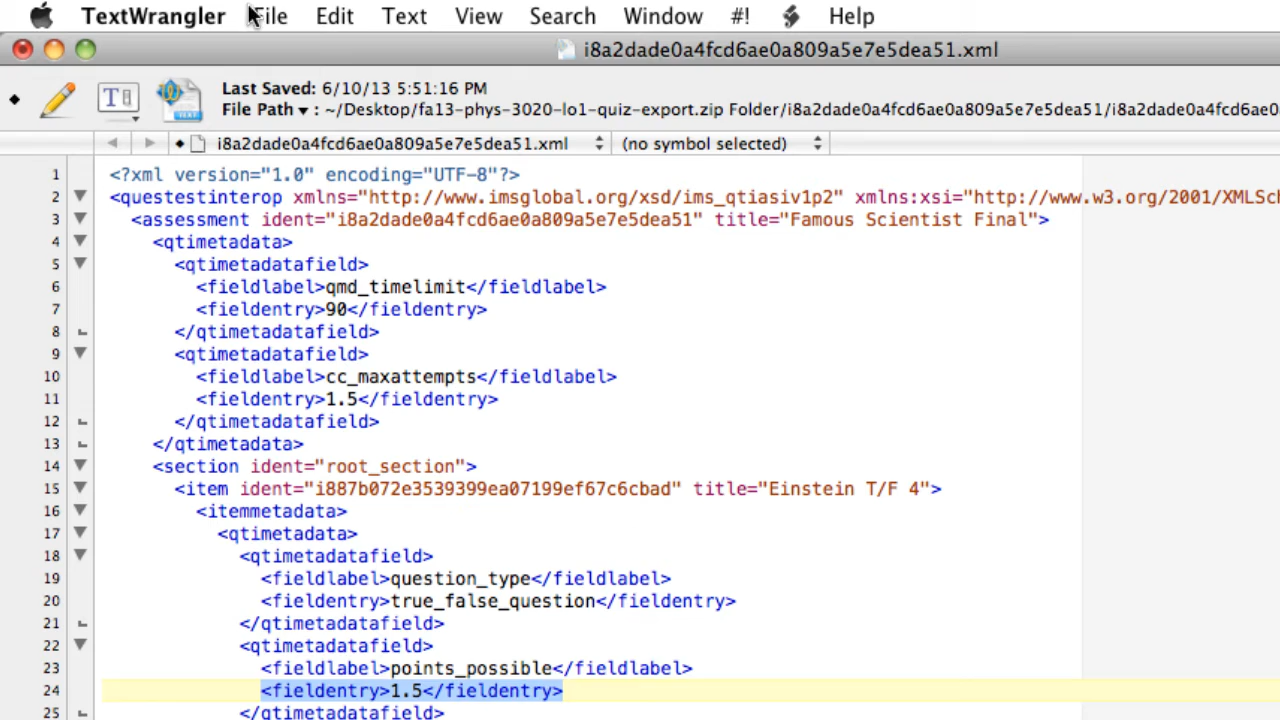 TextWrangler File Edit Text View Search Window #! Help
i8a2dade0a4fcd6ae0a809a5e7e5dea51.xml
Last Saved: 6/10/13 5:51:16 PM
File Path ▾ : ~/Desktop/fa13-phys-3020-lo1-quiz-export.zip Folder/i8a2dade0a4fcd6ae0a809a5e7e5dea51/i8a2dade0a4fcd6ae0a809a5e7e5dea
i8a2dade0a4fcd6ae0a809a5e7e5dea51.xml (no symbol selected)
1 <?xml version="1.0" encoding="UTF-8"?>
2 <questestinterop xmlns="http://www.imsglobal.org/xsd/ims_qtiasiv1p2" xmlns:xsi="http://www.w3.org/2001/XMLSch
3 <assessment ident="i8a2dade0a4fcd6ae0a809a5e7e5dea51" title="Famous Scientist Final">
4 <qtimetadata>
5 <qtimetadatafield>
6 <fieldlabel>qmd_timelimit</fieldlabel>
7 <fieldentry>90</fieldentry>
8 </qtimetadatafield>
9 <qtimetadatafield>
10 <fieldlabel>cc_maxattempts</fieldlabel>
11 <fieldentry>1.5</fieldentry>
12 </qtimetadatafield>
13 </qtimetadata>
14 <section ident="root_section">
15 <item ident="i887b072e3539399ea07199ef67c6cbad" title="Einstein T/F 4">
16 <itemmetadata>
17 <qtimetadata>
18 <qtimetadatafield>
19 <fieldlabel>question_type</fieldlabel>
20 <fieldentry>true_false_question</fieldentry>
21 </qtimetadatafield>
22 <qtimetadatafield>
23 <fieldlabel>points_possible</fieldlabel>
24 <fieldentry>1.5</fieldentry>
25 </qtimetadatafield>